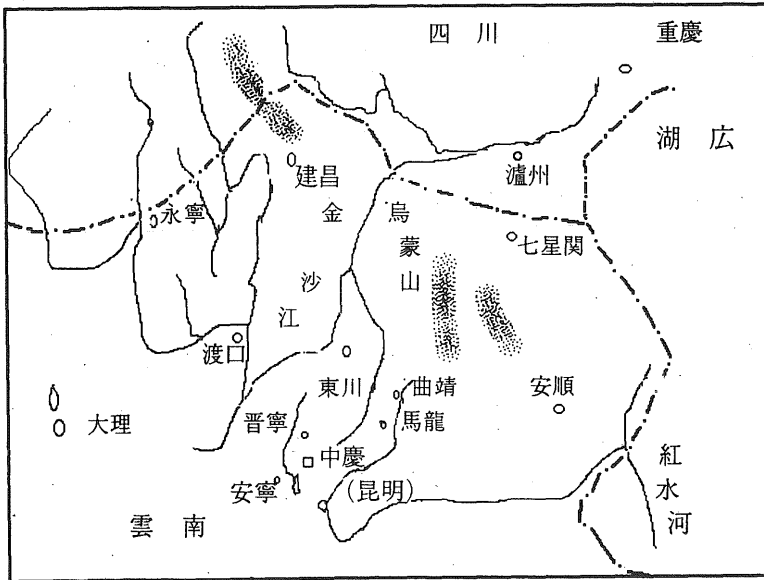 四川
重慶
湖広
建昌
瀘州
永寧
金沙江
烏蒙山
七星関
渡口
東川
曲靖
安順
大理
晋寧
馬龍
中慶
(昆明)
安寧
雲南
紅水河